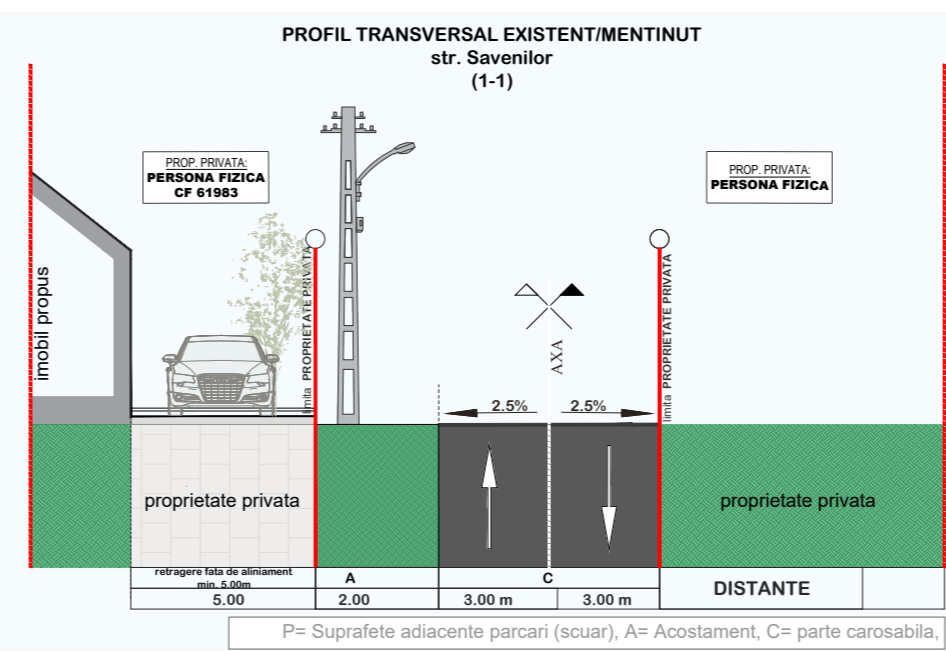 PROFIL TRANSVERSAL EXISTENT/MENTINUT
str. Savenilor
(1-1)
PROP. PRIVATA:
PERSONA FIZICA
CF 61983
PROP. PRIVATA:
PERSONA FIZICA
imobil propus
limita PROPRIETATE PRIVATA
AXA
limita PROPRIETATE PRIVATA
2.5%
2.5%
proprietate privata
proprietate privata
retragere fata de aliniament
min. 5.00m
A
C
DISTANTE
5.00
2.00
3.00 m
3.00 m
P= Suprafete adiacente parcari (scuar), A= Acostament, C= parte carosabila,